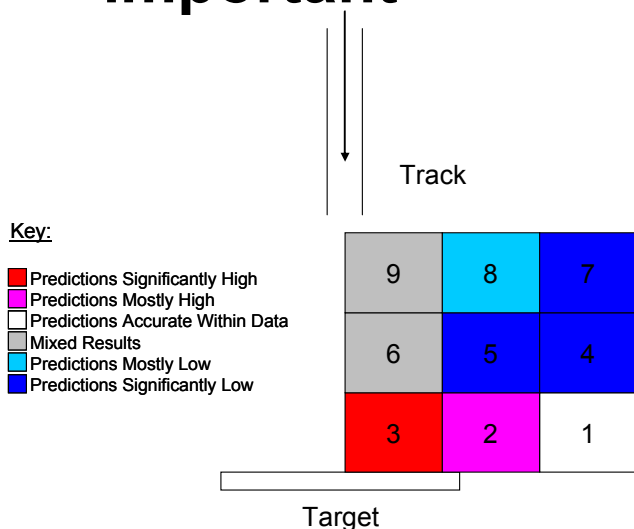 Important
Track
Key:
Predictions Significantly High
Predictions Mostly High
Predictions Accurate Within Data
Mixed Results
Predictions Mostly Low
Predictions Significantly Low
9 8 7
6 5 4
3 2 1
Target